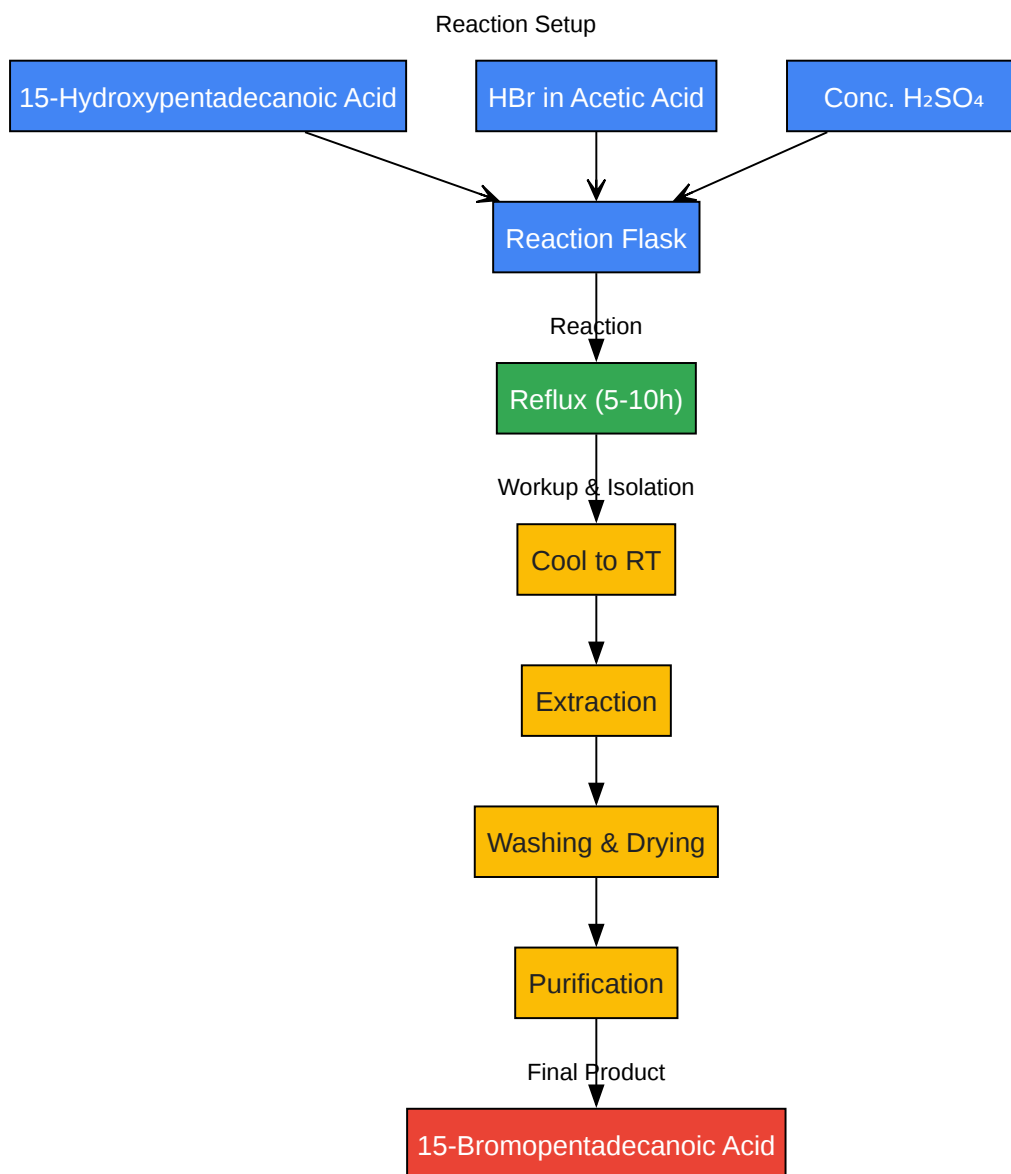 Reaction Setup
15-Hydroxypentadecanoic Acid
HBr in Acetic Acid
Conc. H₂SO₄
Reaction Flask
Reaction
Reflux (5-10h)
Workup & Isolation
Cool to RT
Extraction
Washing & Drying
Purification
Final Product
15-Bromopentadecanoic Acid